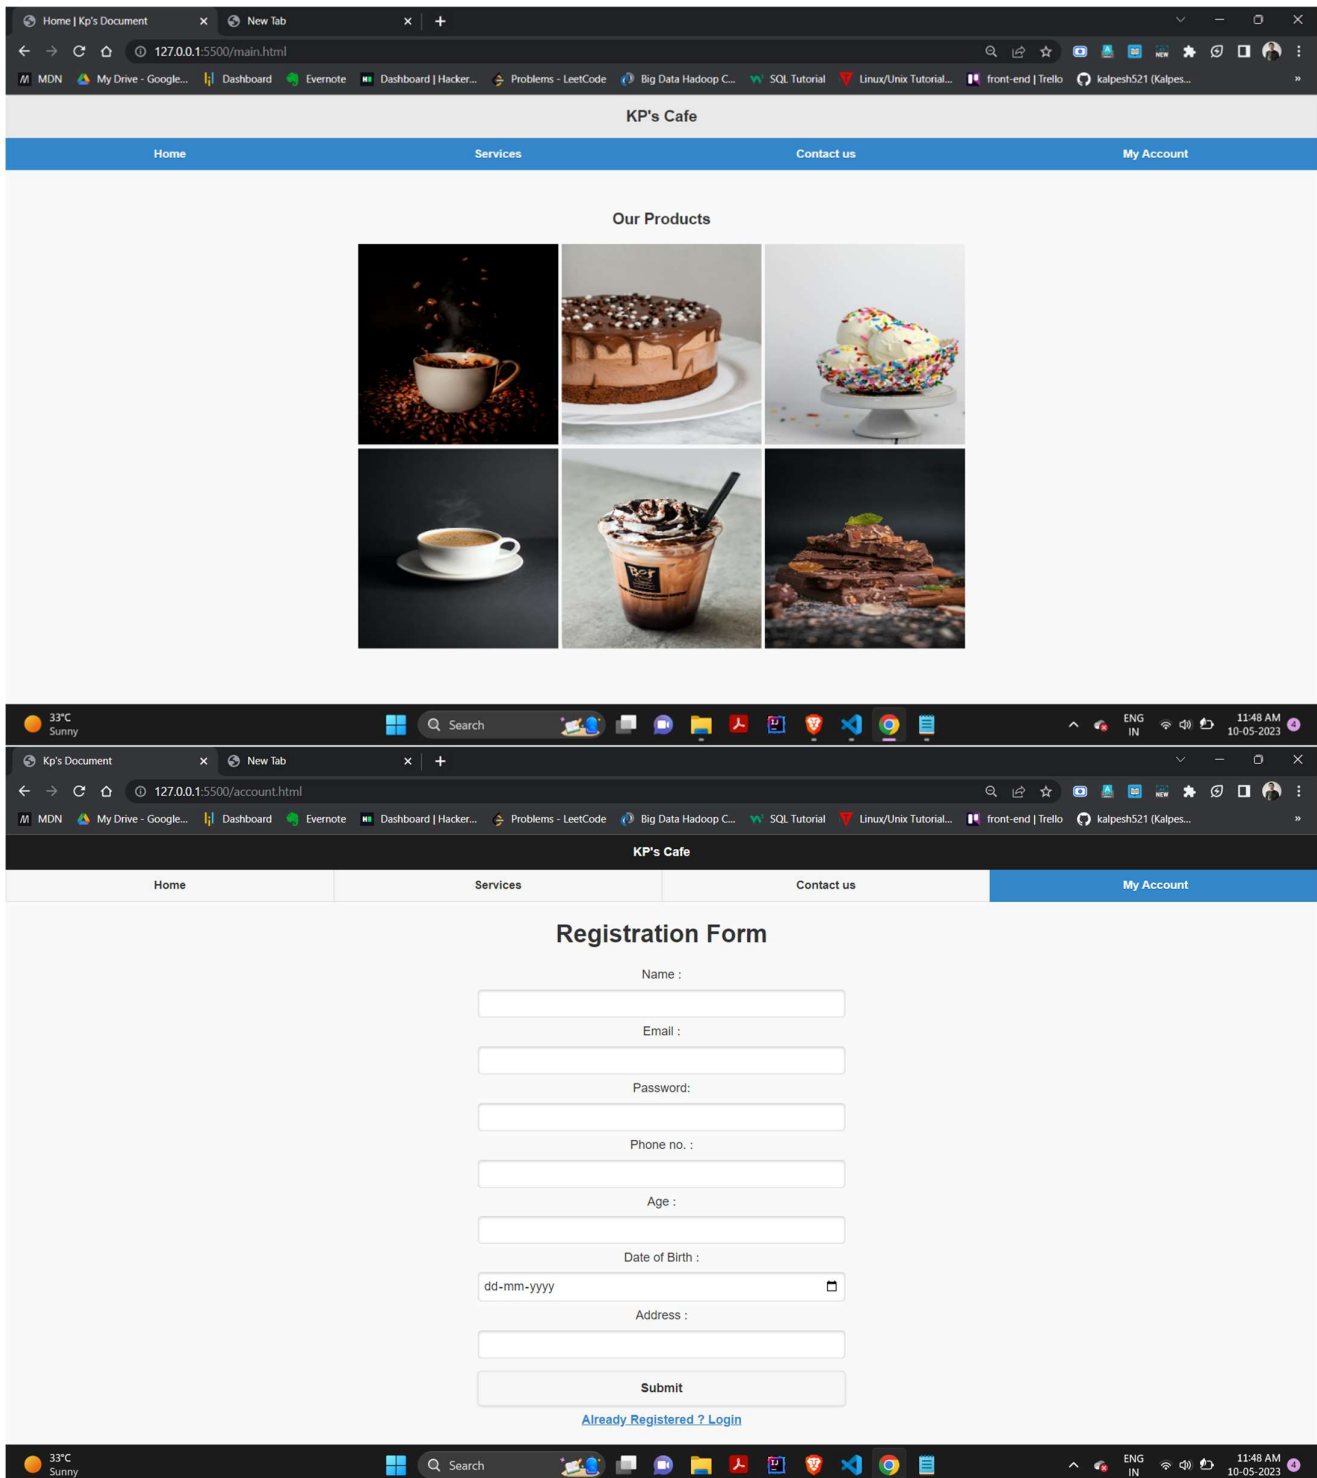 Home | Kp's Document
New Tab
127.0.0.1:5500/main.html
MDN My Drive - Google... Dashboard Evernote Dashboard | Hacker... Problems - LeetCode Big Data Hadoop C... SQL Tutorial Linux/Unix Tutorial... front-end | Trello kalpesh521 (Kalpes... »
KP's Cafe
Home Services Contact us My Account
Our Products
33°C
Sunny
Search
ENG
IN
11:48 AM
10-05-2023
4
Kp's Document
New Tab
127.0.0.1:5500/account.html
MDN My Drive - Google... Dashboard Evernote Dashboard | Hacker... Problems - LeetCode Big Data Hadoop C... SQL Tutorial Linux/Unix Tutorial... front-end | Trello kalpesh521 (Kalpes... »
KP's Cafe
Home Services Contact us My Account
Registration Form
Name :
Email :
Password:
Phone no. :
Age :
Date of Birth :
dd-mm-yyyy
Address :
Submit
Already Registered ? Login
33°C
Sunny
Search
ENG
IN
11:48 AM
10-05-2023
4